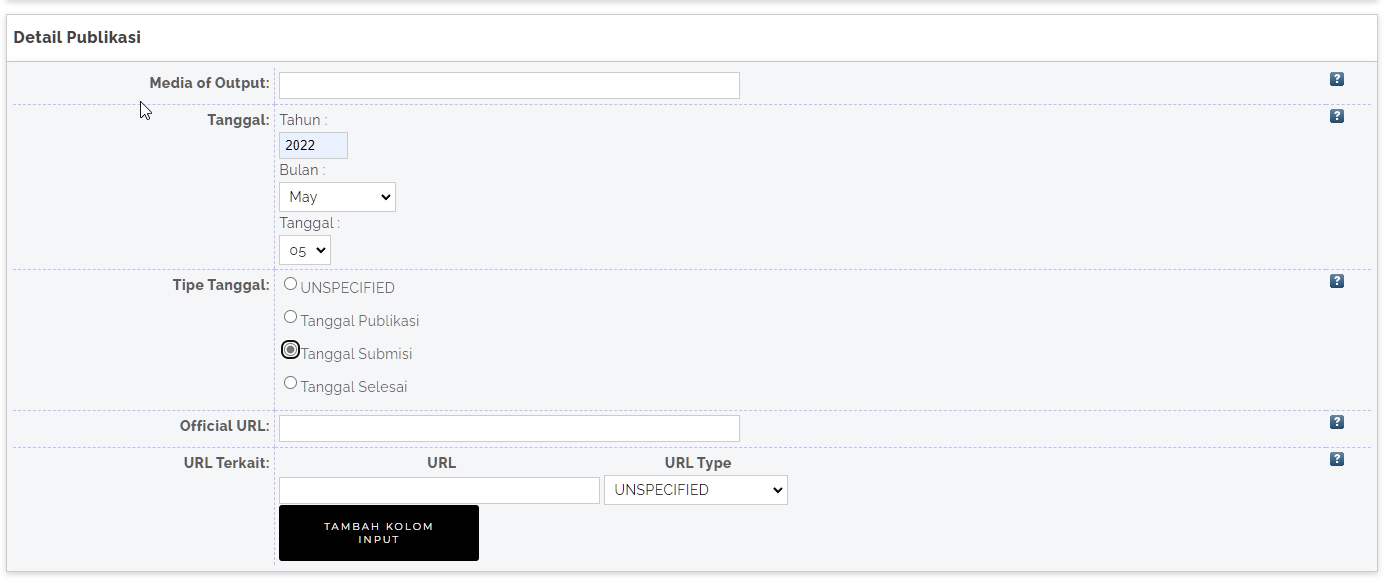 Detail Publikasi
Media of Output:
?
Tanggal:
Tahun :
?
2022
Bulan :
May
Tanggal :
05
Tipe Tanggal:
UNSPECIFIED
?
Tanggal Publikasi
Tanggal Submisi
Tanggal Selesai
Official URL:
?
URL Terkait:
URL
URL Type
?
UNSPECIFIED
TAMBAH KOLOM
INPUT